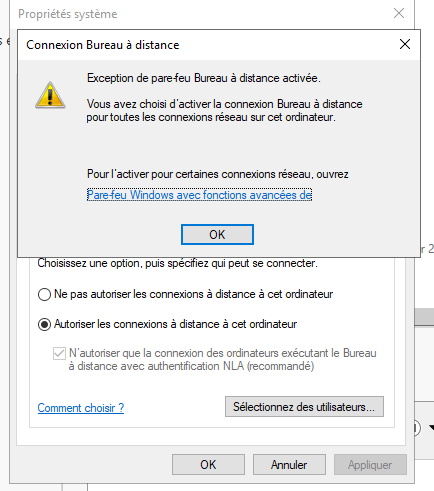 Propriétés système
Connexion Bureau à distance
Exception de pare-feu Bureau à distance activée.
Vous avez choisi d'activer la connexion Bureau à distance
pour toutes les connexions réseau sur cet ordinateur.
Pour l'activer pour certaines connexions réseau, ouvrez
Pare-feu Windows avec fonctions avancées de
OK
Choisissez une option, puis spécifiez qui peut se connecter.
Ne pas autoriser les connexions à distance à cet ordinateur
Autoriser les connexions à distance à cet ordinateur
N'autoriser que la connexion des ordinateurs exécutant le Bureau
à distance avec authentification NLA (recommandé)
Comment choisir ?
Sélectionnez des utilisateurs...
OK
Annuler
Appliquer